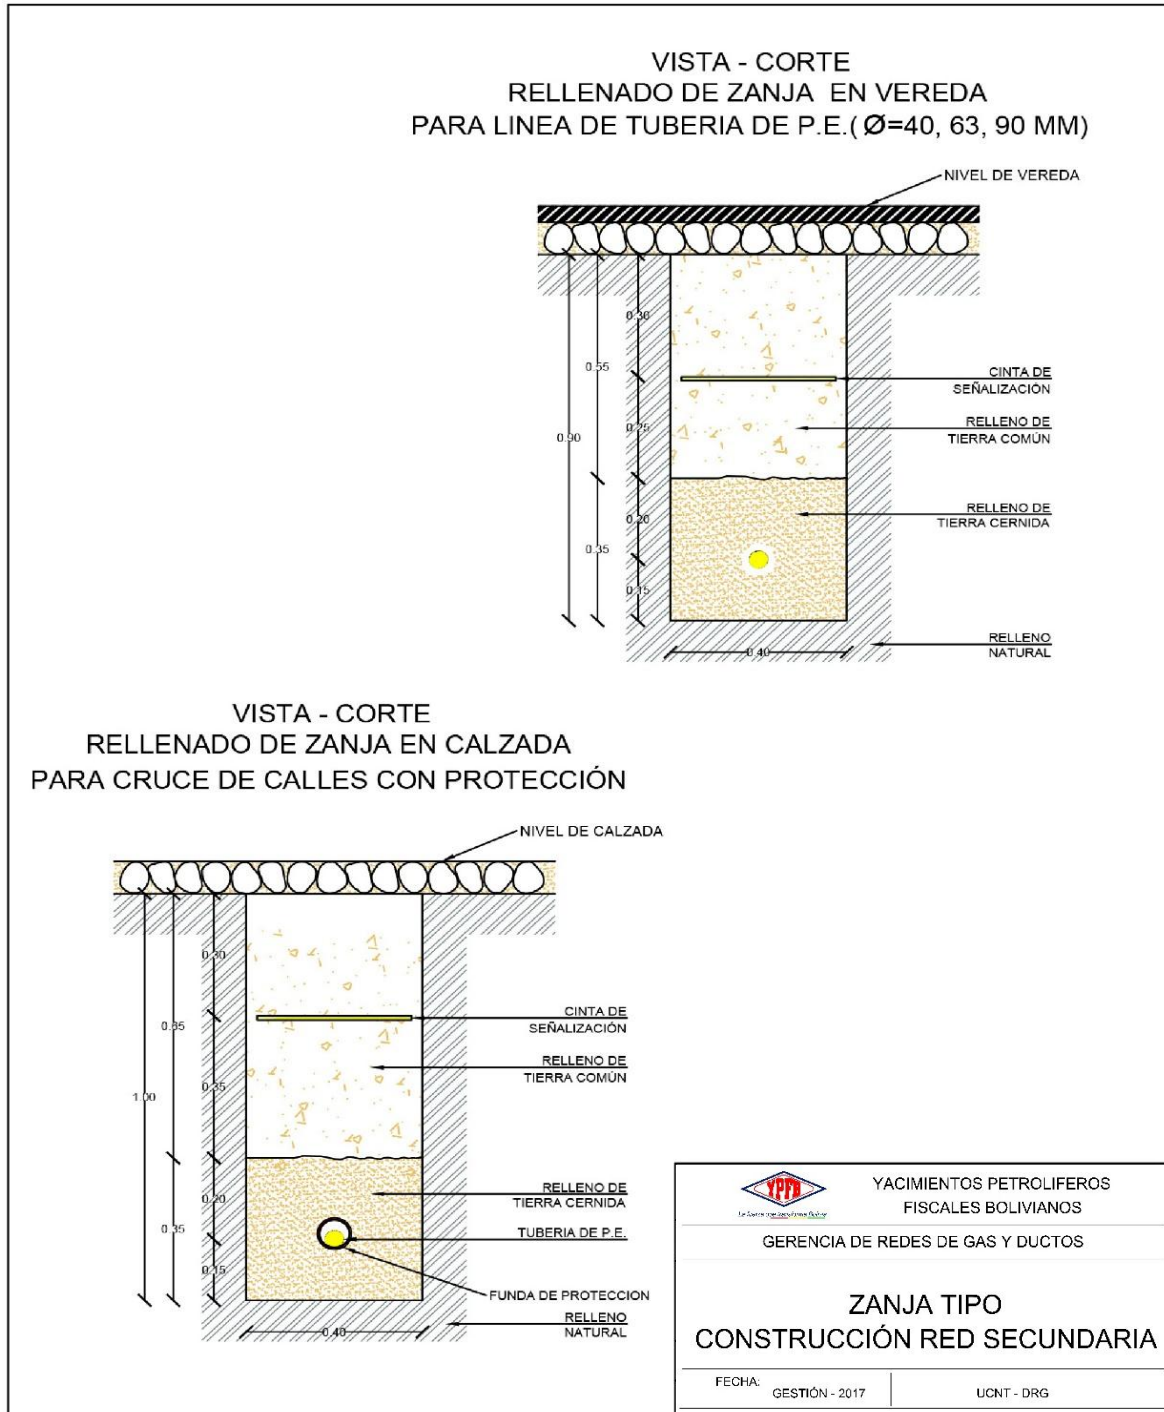 VISTA - CORTE
RELLENADO DE ZANJA EN VEREDA
PARA LINEA DE TUBERIA DE P.E.( Ø=40, 63, 90 MM)
NIVEL DE VEREDA
0.30
0.55
CINTA DE
SEÑALIZACIÓN
RELLENO DE
TIERRA COMÚN
0.25
0.90
RELLENO DE
TIERRA CERNIDA
0.20
0.35
0.15
RELLENO
NATURAL
0.40
VISTA - CORTE
RELLENADO DE ZANJA EN CALZADA
PARA CRUCE DE CALLES CON PROTECCIÓN
NIVEL DE CALZADA
0.30
CINTA DE
SEÑALIZACIÓN
0.65
RELLENO DE
TIERRA COMÚN
0.35
1.00
RELLENO DE
TIERRA CERNIDA
0.20
TUBERIA DE P.E.
0.35
0.15
FUNDA DE PROTECCION
RELLENO
NATURAL
0.40
YPFB
YACIMIENTOS PETROLIFEROS
FISCALES BOLIVIANOS
GERENCIA DE REDES DE GAS Y DUCTOS
ZANJA TIPO
CONSTRUCCIÓN RED SECUNDARIA
FECHA:
GESTIÓN - 2017
UCNT - DRG